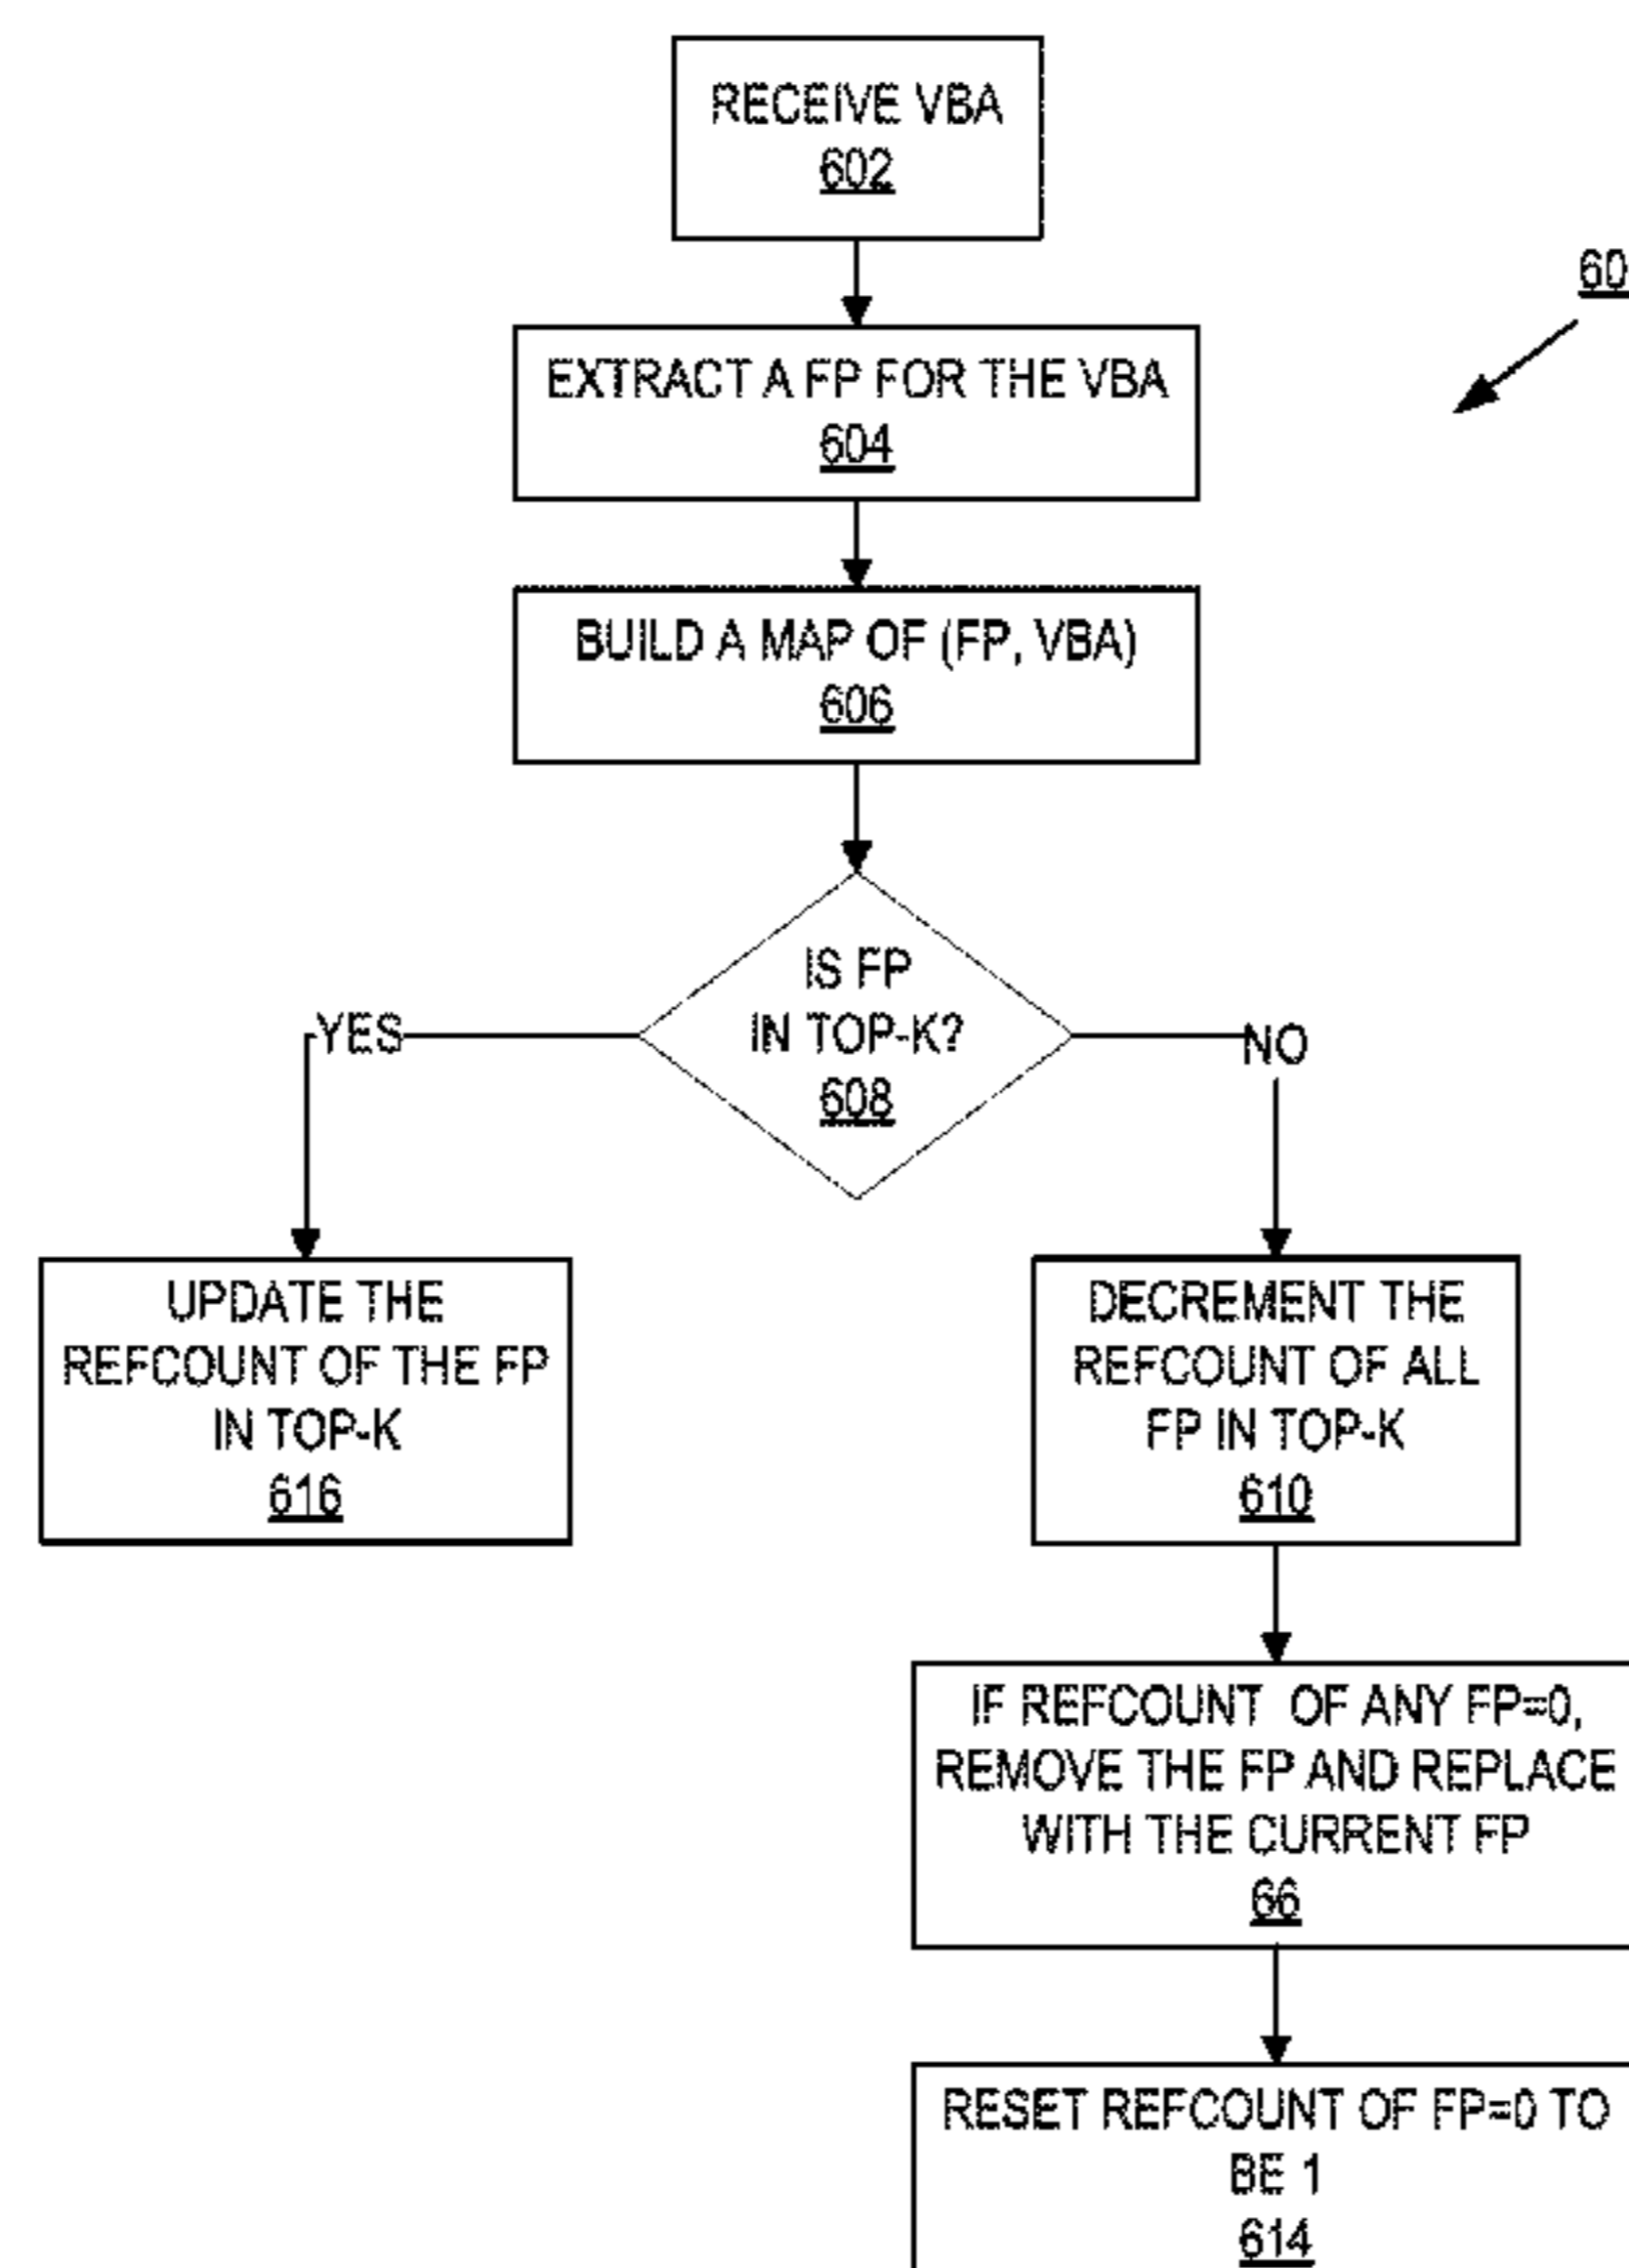 RECEIVE VBA
602
60
EXTRACT A FP FOR THE VBA
604
BUILD A MAP OF (FP, VBA)
606
IS FP
IN TOP-K?
608
YES
NO
UPDATE THE
REFCOUNT OF THE FP
IN TOP-K
616
DECREMENT THE
REFCOUNT OF ALL
FP IN TOP-K
610
IF REFCOUNT OF ANY FP=0,
REMOVE THE FP AND REPLACE
WITH THE CURRENT FP
66
RESET REFCOUNT OF FP=0 TO
BE 1
614